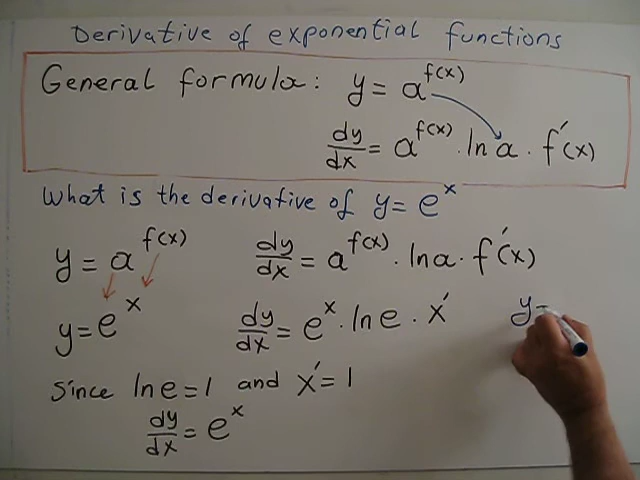 Derivative of exponential functions
General formula: y = a^f(x)
dy/dx = a^f(x) · ln a · f'(x)
What is the derivative of y = e^x
y = a^f(x) dy/dx = a^f(x) · ln a · f'(x)
y = e^x dy/dx = e^x · ln e · x' y =
Since ln e = 1 and x' = 1
dy/dx = e^x